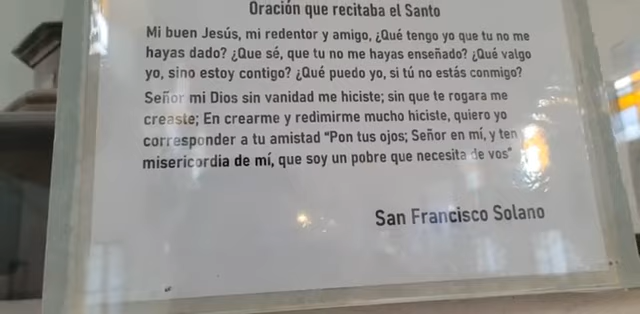 Oración que recitaba el Santo
Mi buen Jesús, mi redentor y amigo, ¿Qué tengo yo que tu no me
hayas dado? ¿Que sé, que tu no me hayas enseñado? ¿Qué valgo
yo, sino estoy contigo? ¿Qué puedo yo, si tú no estás conmigo?
Señor mi Dios sin vanidad me hiciste; sin que te rogara me
creaste; En crearme y redimirme mucho hiciste, quiero yo
corresponder a tu amistad "Pon tus ojos; Señor en mí, y ten
misericordia de mí, que soy un pobre que necesita de vos"
San Francisco Solano